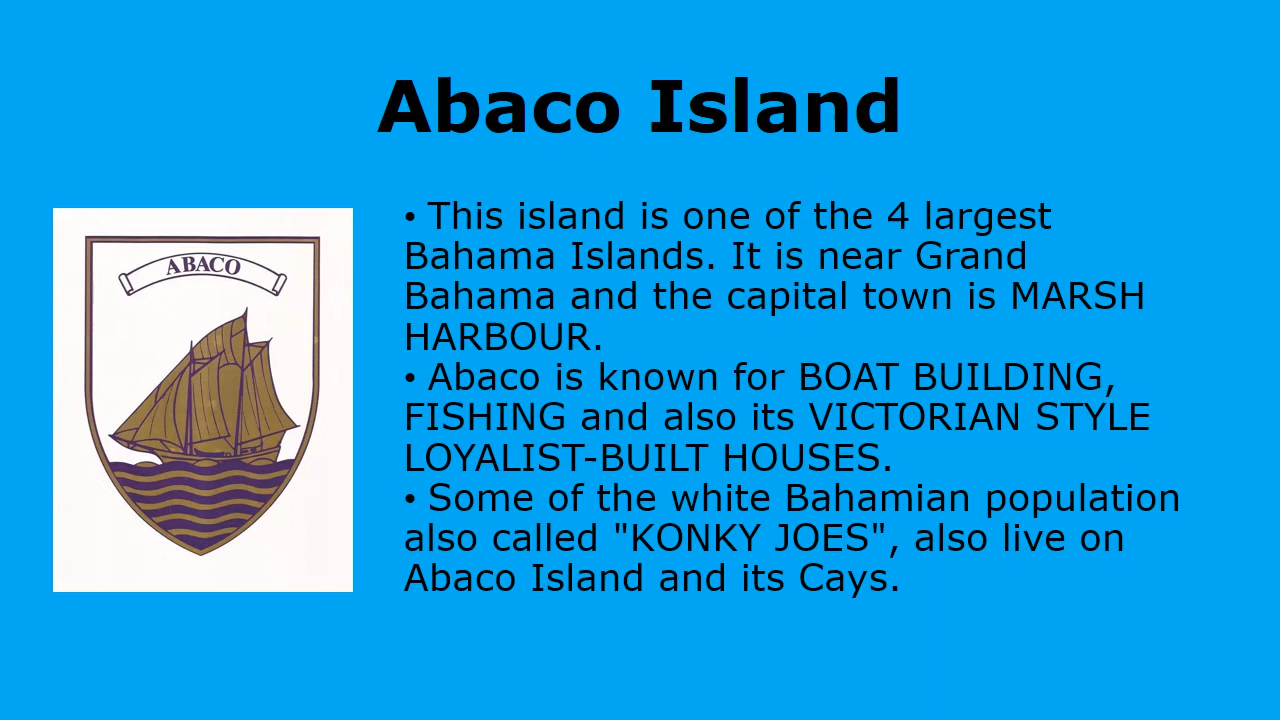 Abaco Island
ABACO
• This island is one of the 4 largest
Bahama Islands. It is near Grand
Bahama and the capital town is MARSH
HARBOUR.
• Abaco is known for BOAT BUILDING,
FISHING and also its VICTORIAN STYLE
LOYALIST-BUILT HOUSES.
• Some of the white Bahamian population
also called "KONKY JOES", also live on
Abaco Island and its Cays.